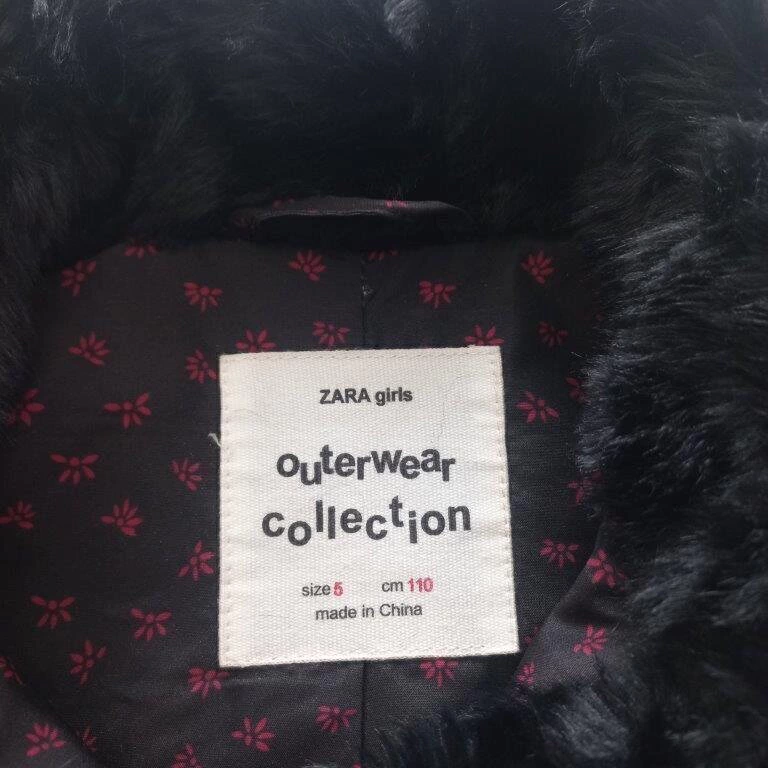 ZARA girls
outerwear
collection
size 5 cm 110
made in China